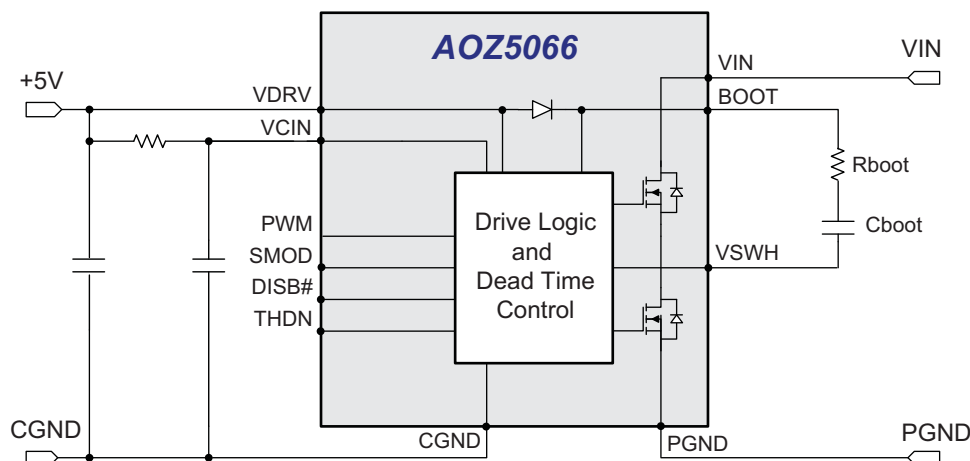 AOZ5066
+5V
VIN
VIN
VDRV
BOOT
VCIN
Rboot
PWM
Drive Logic
and
Dead Time
Control
Cboot
SMOD
VSWH
DISB#
THDN
CGND
CGND
PGND
PGND